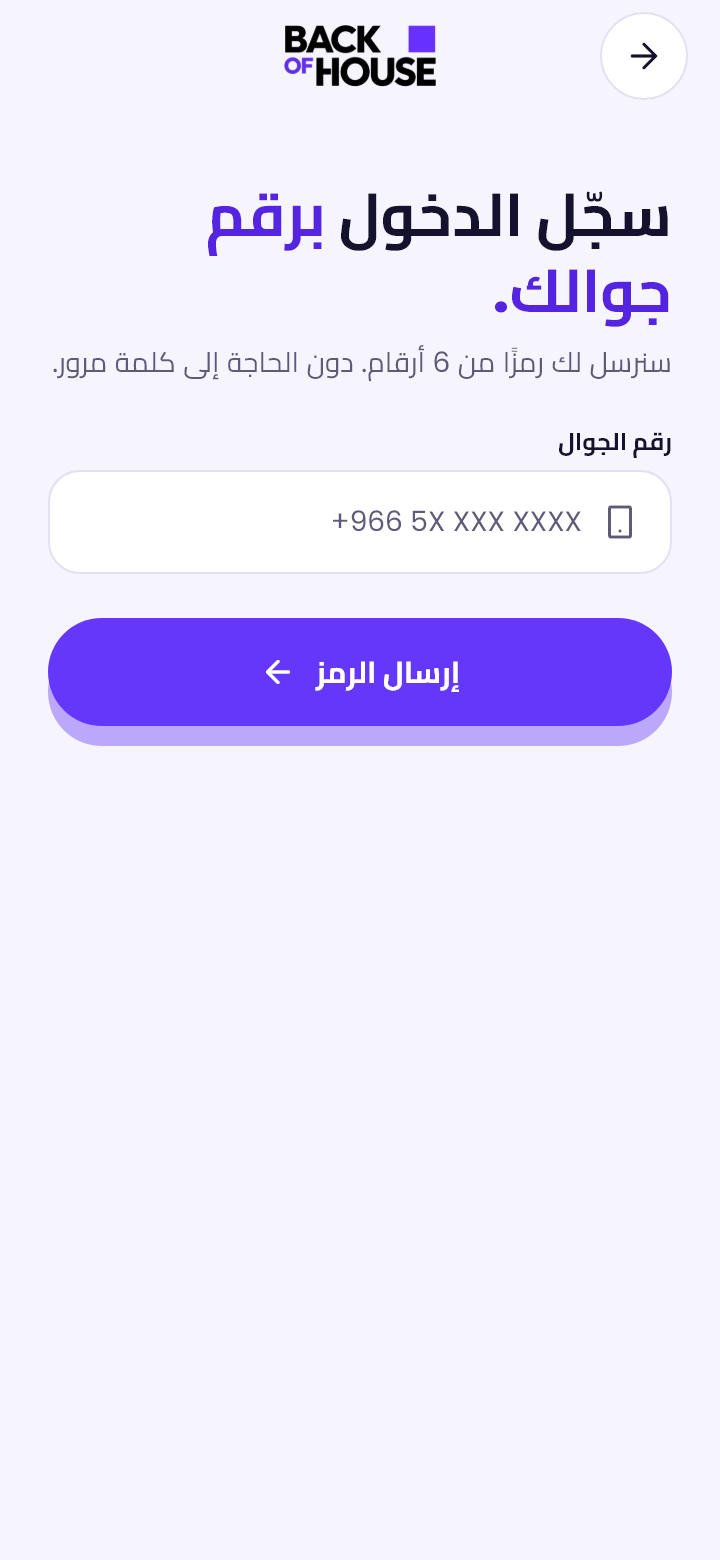 BACK
OF HOUSE
سجّل الدخول برقم
جوالك.
سنرسل لك رمزًا من 6 أرقام. دون الحاجة إلى كلمة مرور.
رقم الجوال
+966 5X XXX XXXX
إرسال الرمز